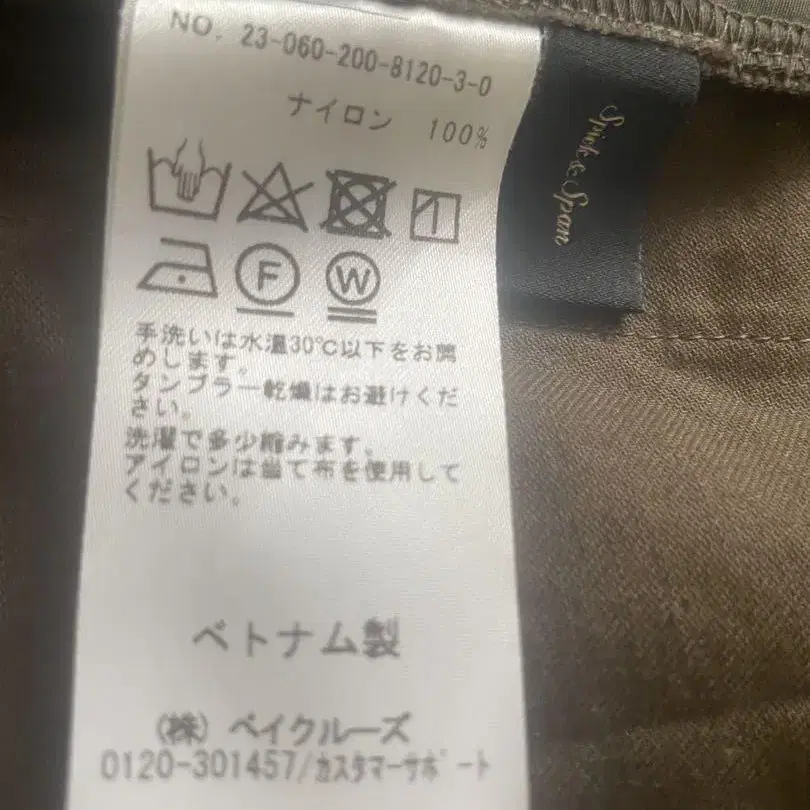 NO. 23-060-200-8120-3-0
ナイロン 100%
Spick & Span
F W
手洗いは水温30℃以下をお薦
めします。
タンブラー乾燥はお避けくだ
さい。
洗濯で多少縮みます。
アイロンは当て布を使用して
ください。
ベトナム製
(株) ベイクルーズ
0120-301457/カスタマーサポート